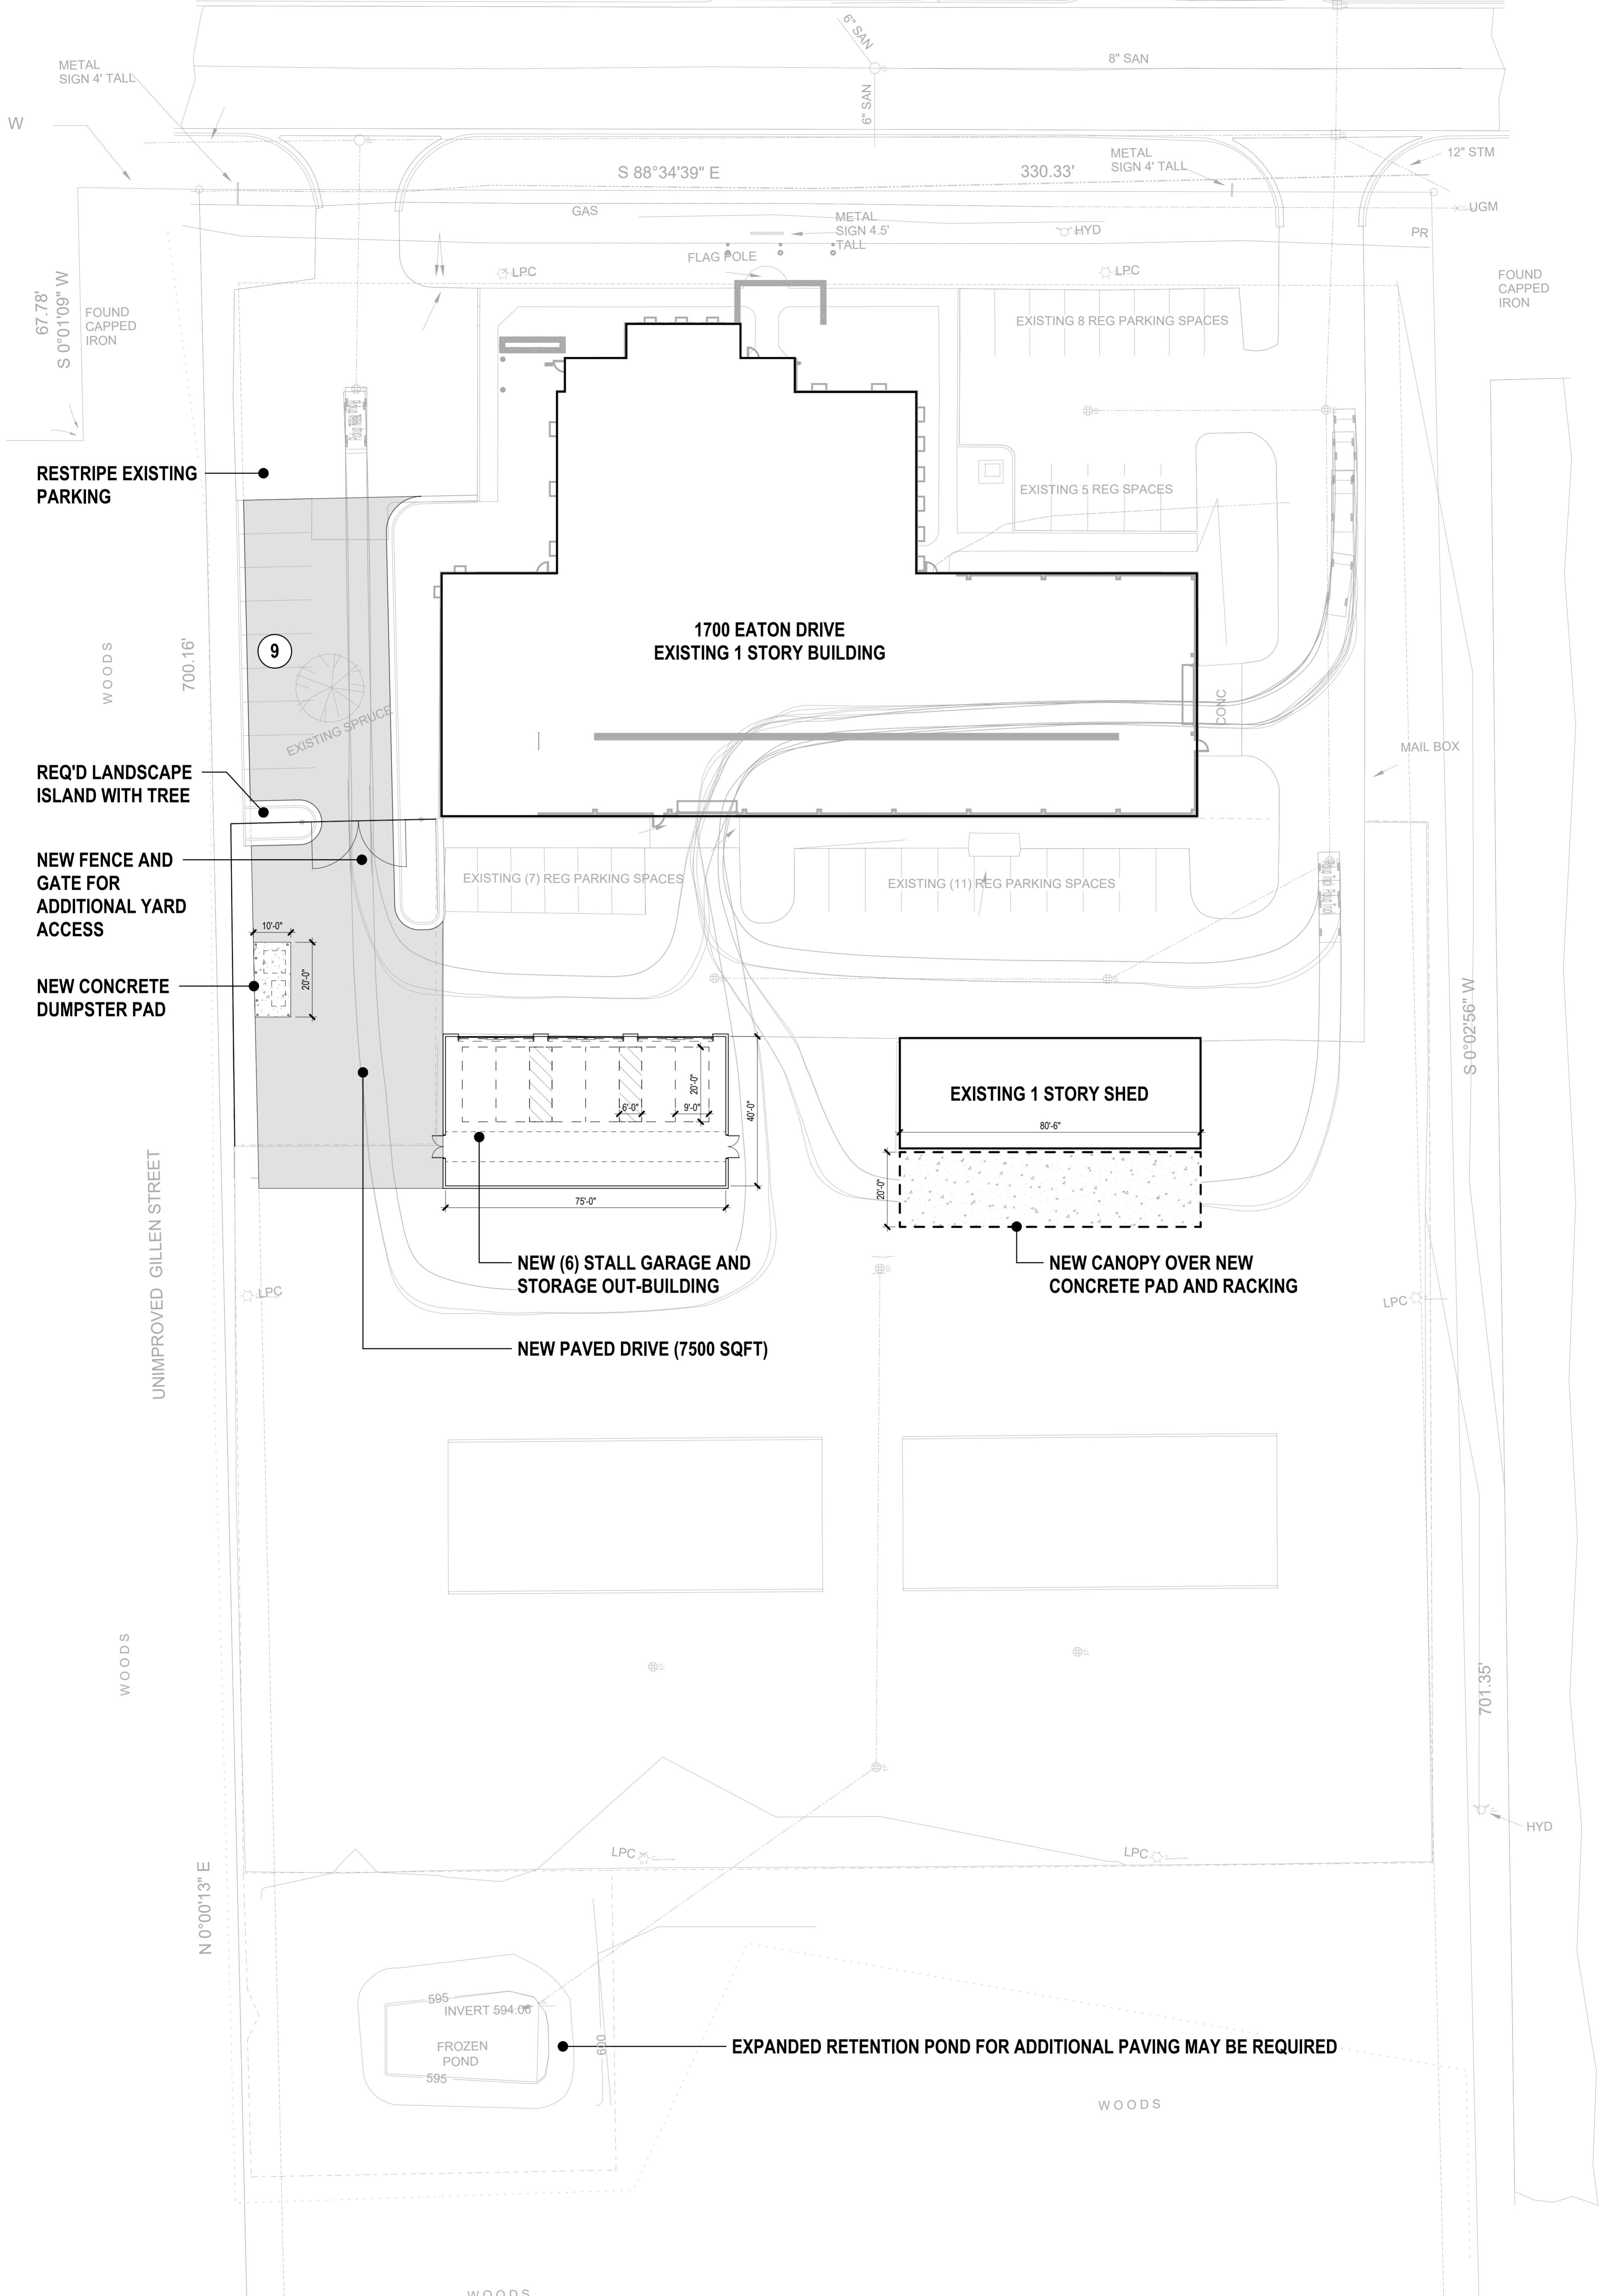 6" SAN
8" SAN
6" SAN
METAL
SIGN 4' TALL
W
S 88°34'39" E
330.33'
METAL
SIGN 4' TALL
12" STM
UGM
GAS
METAL
SIGN 4.5'
TALL
HYD
PR
FLAG POLE
LPC
LPC
67.78'
S 0°01'09" W
FOUND
CAPPED
IRON
FOUND
CAPPED
IRON
EXISTING 8 REG PARKING SPACES
RESTRIPE EXISTING
PARKING
EXISTING 5 REG SPACES
1700 EATON DRIVE
EXISTING 1 STORY BUILDING
9
WOODS
700.16'
EXISTING SPRUCE
CONC
MAIL BOX
REQ'D LANDSCAPE
ISLAND WITH TREE
NEW FENCE AND
GATE FOR
ADDITIONAL YARD
ACCESS
EXISTING (7) REG PARKING SPACES
EXISTING (11) REG PARKING SPACES
10'-0"
20'-0"
NEW CONCRETE
DUMPSTER PAD
S 0°02'56" W
20'-0"
6'-0"
9'-0"
40'-0"
75'-0"
EXISTING 1 STORY SHED
80'-6"
20'-0"
NEW (6) STALL GARAGE AND
STORAGE OUT-BUILDING
NEW CANOPY OVER NEW
CONCRETE PAD AND RACKING
UNIMPROVED GILLEN STREET
LPC
LPC
NEW PAVED DRIVE (7500 SQFT)
WOODS
701.35'
HYD
LPC
LPC
N 0°00'13" E
595
INVERT 594.06
FROZEN
POND
595
600
EXPANDED RETENTION POND FOR ADDITIONAL PAVING MAY BE REQUIRED
WOODS
WOODS